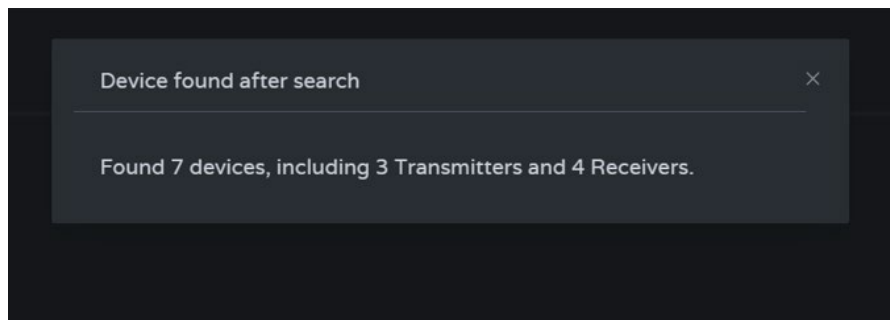 Device found after search
Found 7 devices, including 3 Transmitters and 4 Receivers.